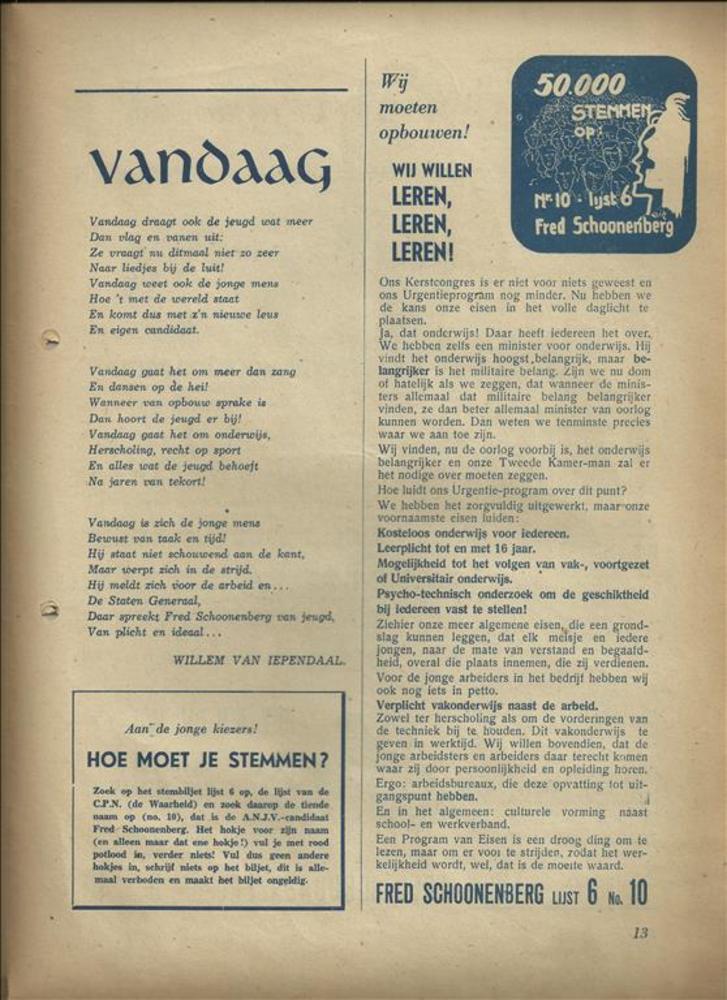 VANDAAG
Vandaag draagt ook de jeugd wat meer
Dan vlag en vanen uit:
Ze vraagt nu ditmaal niet zo zeer
Naar liedjes bij de luit!
Vandaag weet ook de jonge mens
Hoe 't met de wereld staat
En komt dus met z'n nieuwe leus
En eigen candidaat.
Vandaag gaat het om meer dan zang
En dansen op de hei!
Wanneer van opbouw sprake is
Dan hoort de jeugd er bij!
Vandaag gaat het om onderwijs,
Herscholing, recht op sport
En alles wat de jeugd behoeft
Na jaren van tekort!
Vandaag is zich de jonge mens
Bewust van taak en tijd!
Hij staat niet schouwend aan de kant,
Maar werpt zich in de strijd.
Hij meldt zich voor de arbeid en...
De Staten Generaal,
Daar spreekt Fred Schoonenberg van jeugd,
Van plicht en ideaal...
WILLEM VAN IEPENDAAL.
Aan de jonge kiezers!
HOE MOET JE STEMMEN?
Zoek op het stembiljet lijst 6 op, de lijst van de
C.P.N. (de Waarheid) en zoek daarop de tiende
naam op (no. 10), dat is de A.N.J.V.-candidaat
Fred Schoonenberg. Het hokje voor zijn naam
(en alleen maar dat ene hokje!) vul je met rood
potlood in, verder niets! Vul dus geen andere
hokjes in, schrijf niets op het biljet, dit is alle-
maal verboden en maakt het biljet ongeldig.
Wij
moeten
opbouwen!
WIJ WILLEN
LEREN,
LEREN,
LEREN!
50.000
STEMMEN
OP:
Nr 10 - lijst 6
Fred Schoonenberg
Ons Kerstcongres is er niet voor niets geweest en
ons Urgentieprogram nog minder. Nu hebben we
de kans onze eisen in het volle daglicht te
plaatsen.
Ja, dat onderwijs! Daar heeft iedereen het over.
We hebben zelfs een minister voor onderwijs. Hij
vindt het onderwijs hoogst belangrijk, maar be-
langrijker is het militaire belang. Zijn we nu dom
of hatelijk als we zeggen, dat wanneer de minis-
ters allemaal dat militaire belang belangrijker
vinden, ze dan beter allemaal minister van oorlog
kunnen worden. Dan weten we tenminste precies
waar we aan toe zijn.
Wij vinden, nu de oorlog voorbij is, het onderwijs
belangrijker en onze Tweede Kamer-man zal er
het nodige over moeten zeggen.
Hoe luidt ons Urgentie-program over dit punt?
We hebben het zorgvuldig uitgewerkt, maar onze
voornaamste eisen luiden:
Kosteloos onderwijs voor iedereen.
Leerplicht tot en met 16 jaar.
Mogelijkheid tot het volgen van vak-, voortgezet
of Universitair onderwijs.
Psycho-technisch onderzoek om de geschiktheid
bij iedereen vast te stellen!
Ziehier onze meer algemene eisen, die een grond-
slag kunnen leggen, dat elk meisje en iedere
jongen, naar de mate van verstand en begaafd-
heid, overal die plaats innemen, die zij verdienen.
Voor de jonge arbeiders in het bedrijf hebben wij
ook nog iets in petto.
Verplicht vakonderwijs naast de arbeid.
Zowel ter herscholing als om de vorderingen van
de techniek bij te houden. Dit vakonderwijs te
geven in werktijd. Wij willen bovendien, dat de
jonge arbeidsters en arbeiders daar terecht komen
waar zij door persoonlijkheid en opleiding horen.
Ergo: arbeidsbureaux, die deze opvatting tot uit-
gangspunt hebben.
En in het algemeen: culturele vorming naast
school- en werkverband.
Een Program van Eisen is een droog ding om te
lezen, maar om er voor te strijden, zodat het wer-
kelijkheid wordt, wel, dat is de moeite waard.
FRED SCHOONENBERG LIJST 6 No. 10
13